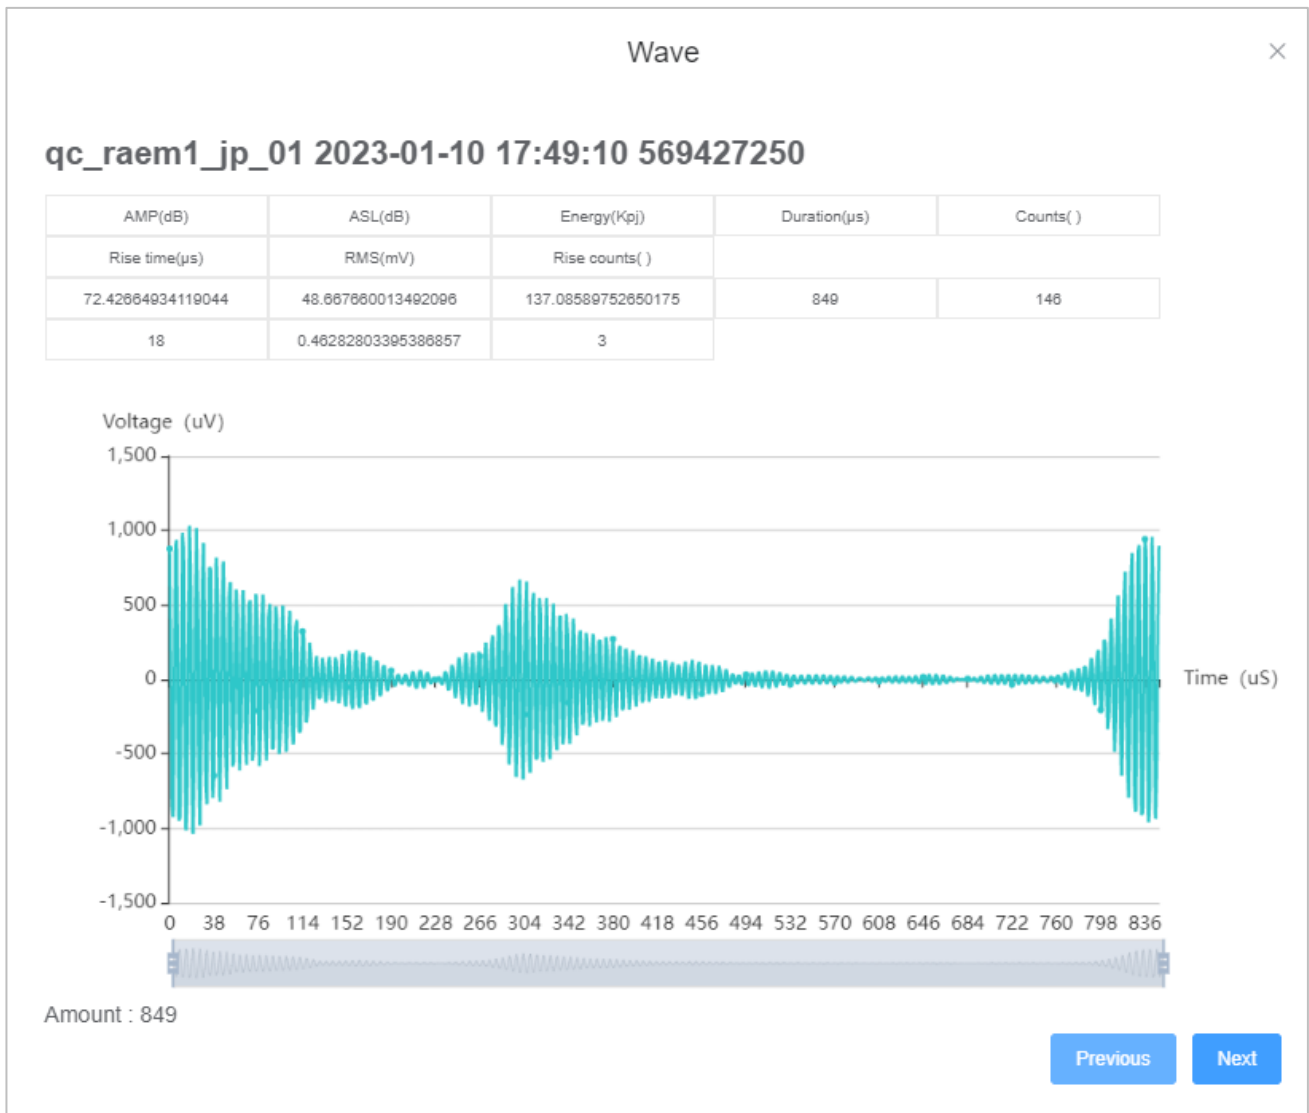 Wave
×
qc_raem1_jp_01 2023-01-10 17:49:10 569427250
AMP(dB) ASL(dB) Energy(Kpj) Duration(μs) Counts( )
Rise time(μs) RMS(mV) Rise counts( )
72.42664934119044 48.667660013492096 137.08589752650175 849 146
18 0.46282803395386857 3
Voltage (uV)
1,500
1,000
500
0
Time (uS)
-500
-1,000
-1,500
0 38 76 114 152 190 228 266 304 342 380 418 456 494 532 570 608 646 684 722 760 798 836
Amount : 849
Previous Next